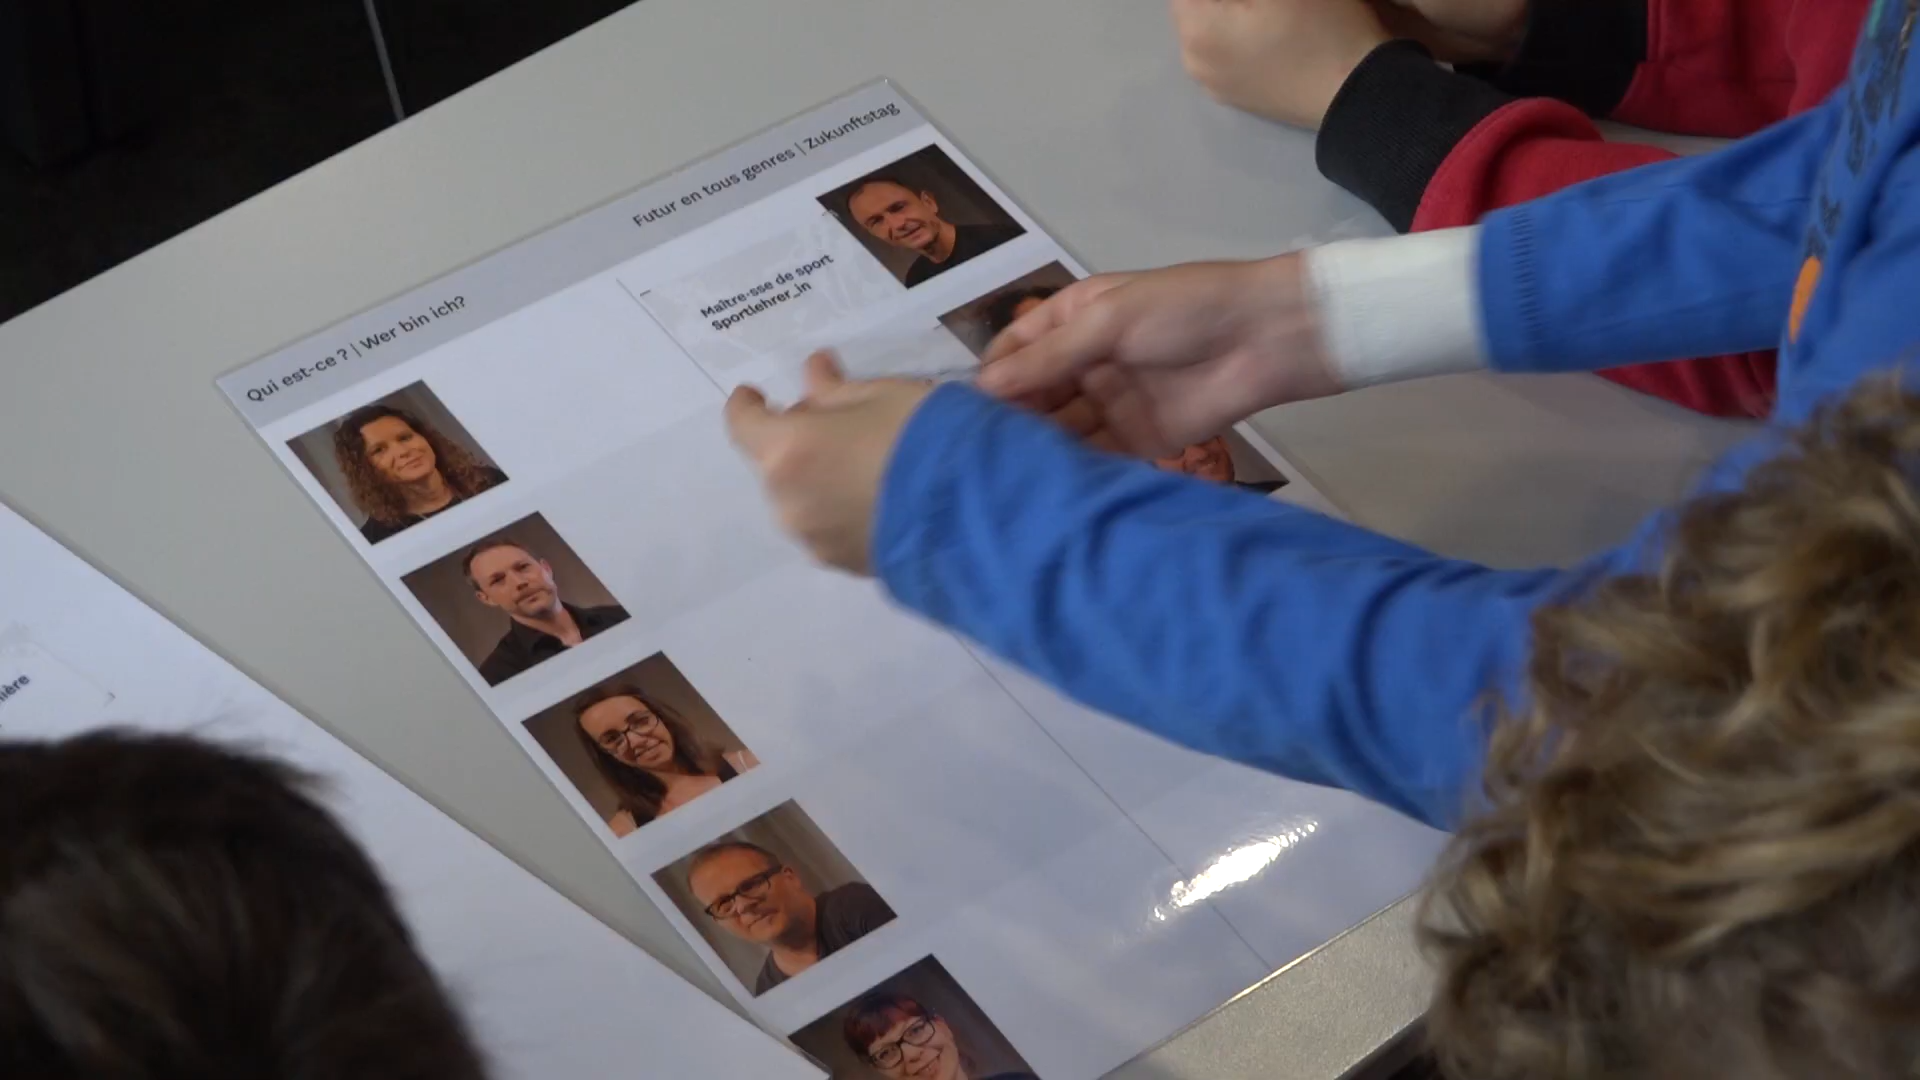 Qui est-ce ? | Wer bin ich?
Futur en tous genres | Zukunftstag
Maître-sse de sport
Sportlehrer_in